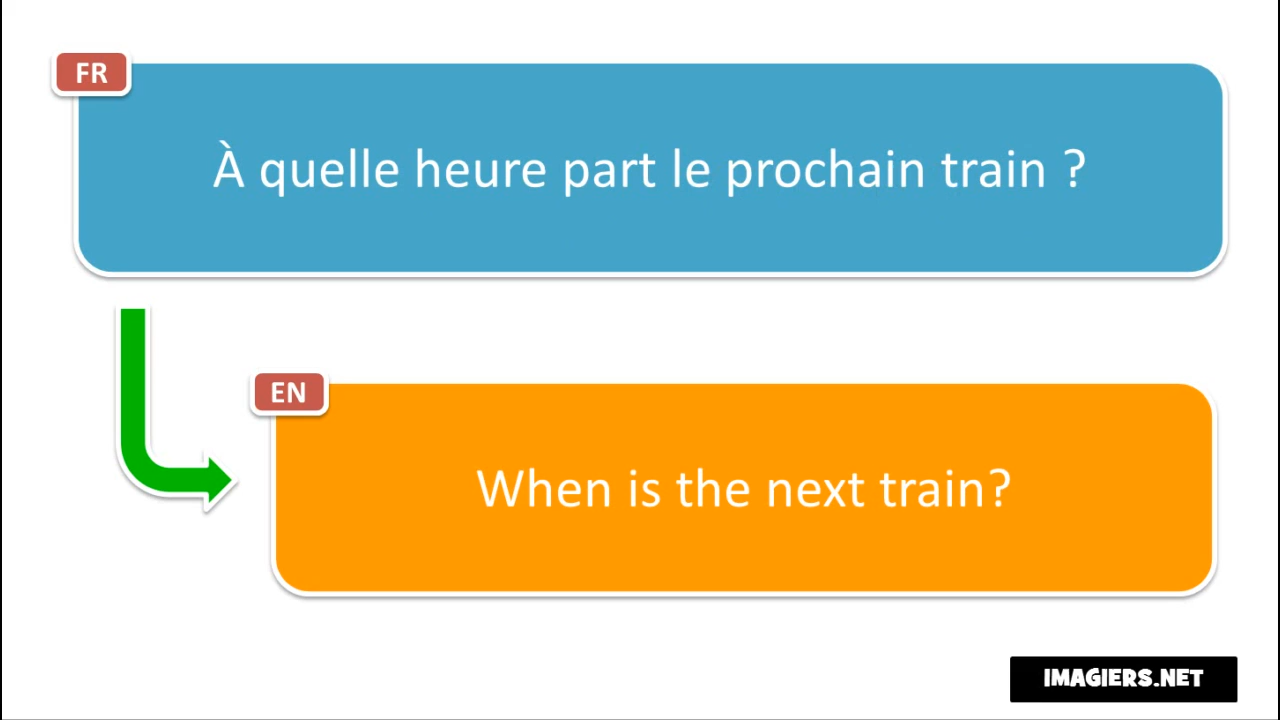 FR
À quelle heure part le prochain train ?
EN
When is the next train?
IMAGIERS.NET